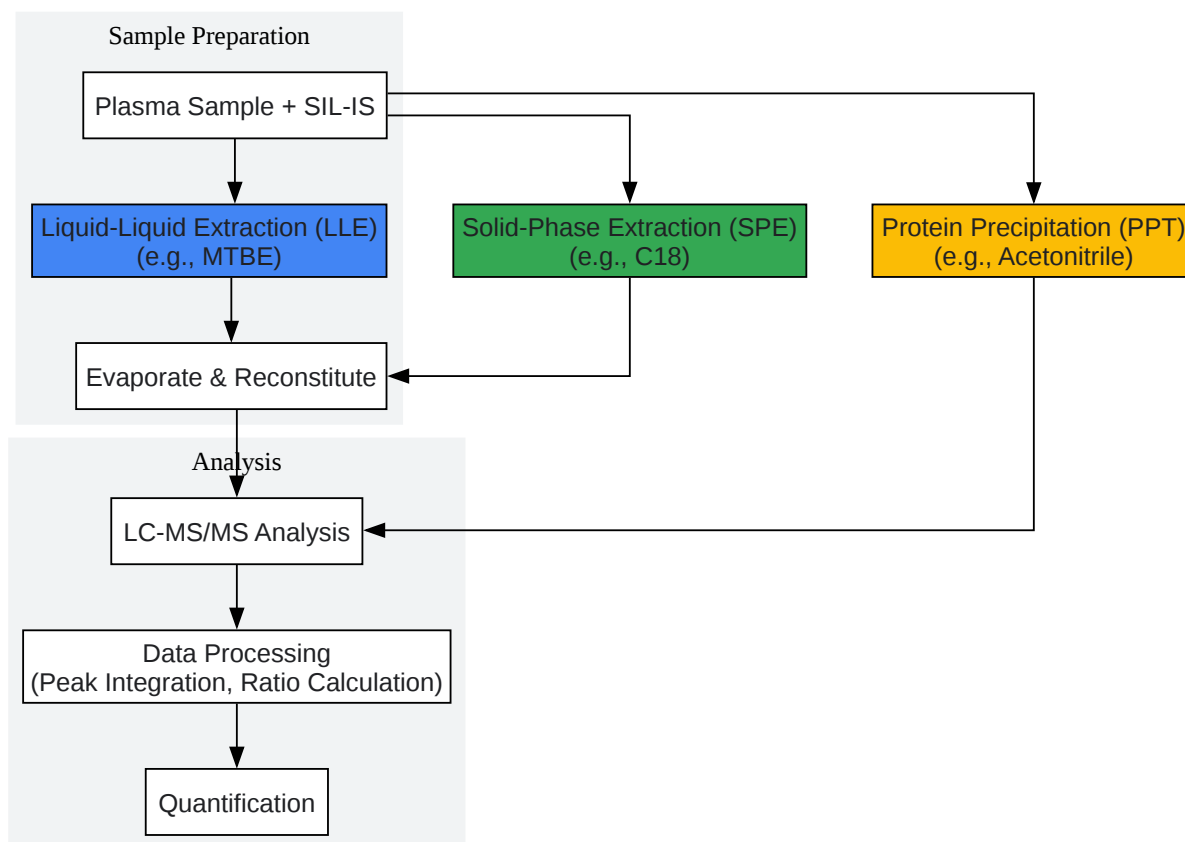 Sample Preparation
Plasma Sample + SIL-IS
Liquid-Liquid Extraction (LLE)
(e.g., MTBE)
Solid-Phase Extraction (SPE)
(e.g., C18)
Protein Precipitation (PPT)
(e.g., Acetonitrile)
Evaporate & Reconstitute
Analysis
LC-MS/MS Analysis
Data Processing
(Peak Integration, Ratio Calculation)
Quantification